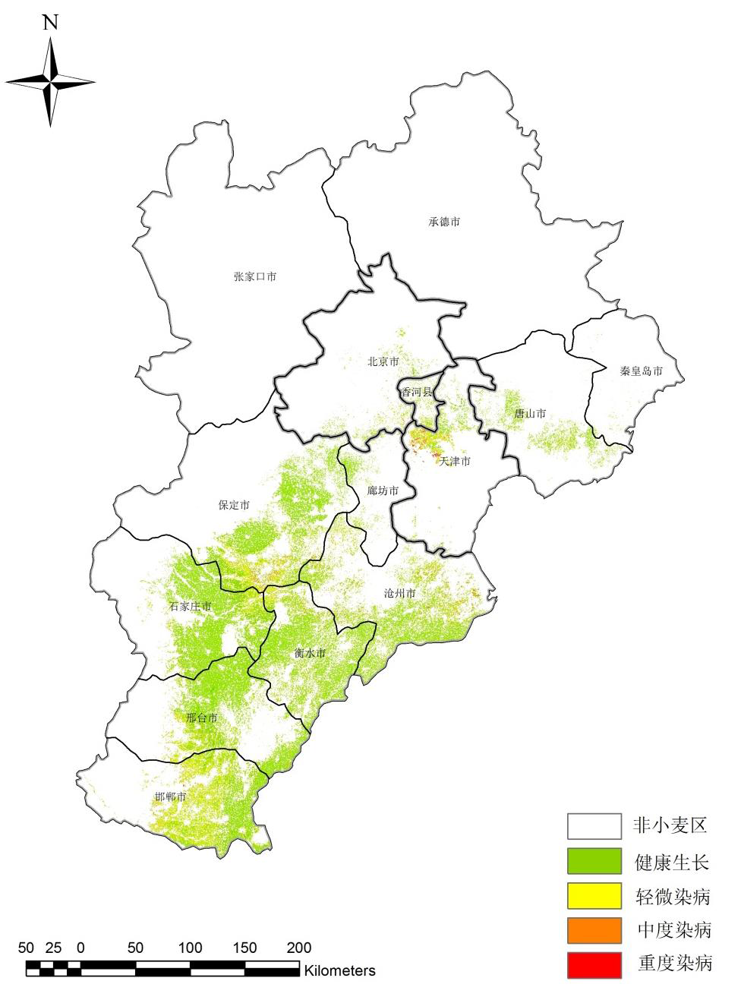 N
承德市
张家口市
北京市
秦皇岛市
香河县
唐山市
天津市
廊坊市
保定市
沧州市
石家庄市
衡水市
邢台市
邯郸市
非小麦区
健康生长
轻微染病
中度染病
重度染病
50 25 0 50 100 150 200
Kilometers